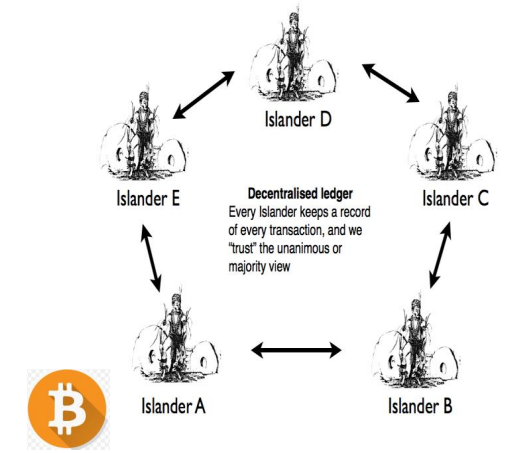 Islander D
Islander E
Islander C
Decentralised ledger
Every Islander keeps a record
of every transaction, and we
“trust” the unanimous or
majority view
Islander A
Islander B